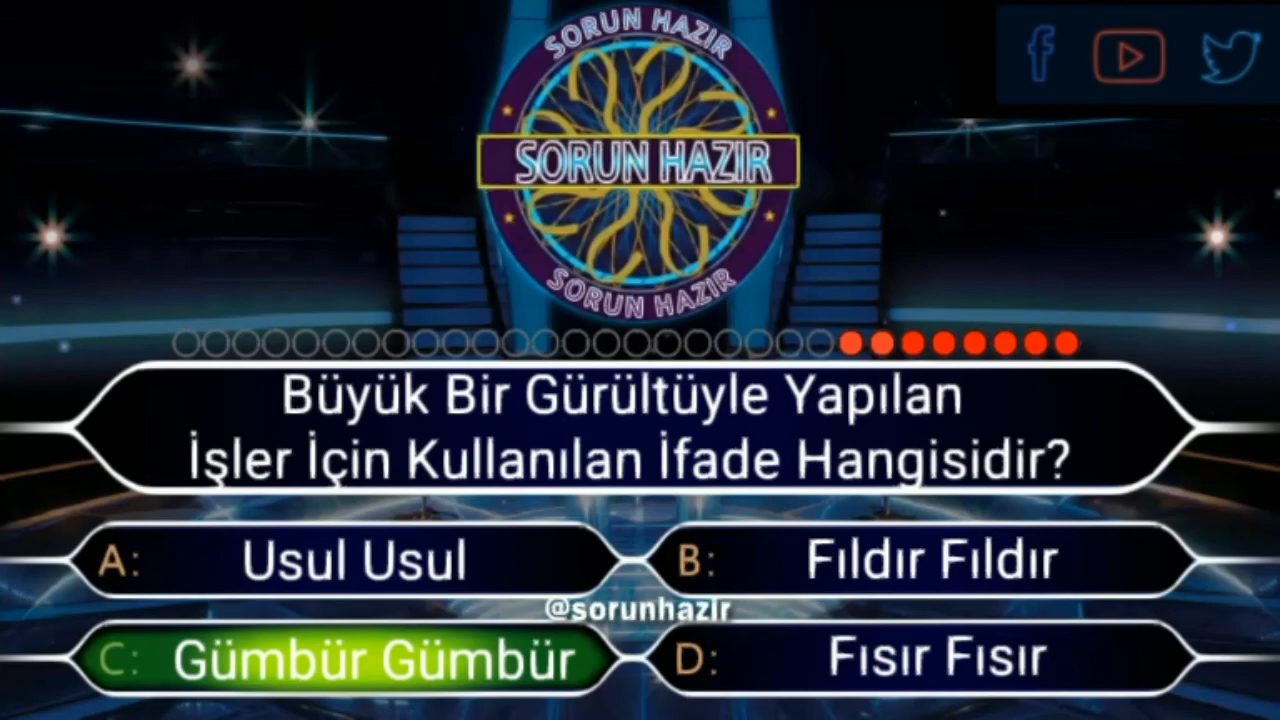 SORUN HAZIR
SORUN HAZIR
SORUN HAZIR
Büyük Bir Gürültüyle Yapılan
İşler İçin Kullanılan İfade Hangisidir?
A: Usul Usul
B: Fıldır Fıldır
@sorunhazir
C: Gümbür Gümbür
D: Fısır Fısır